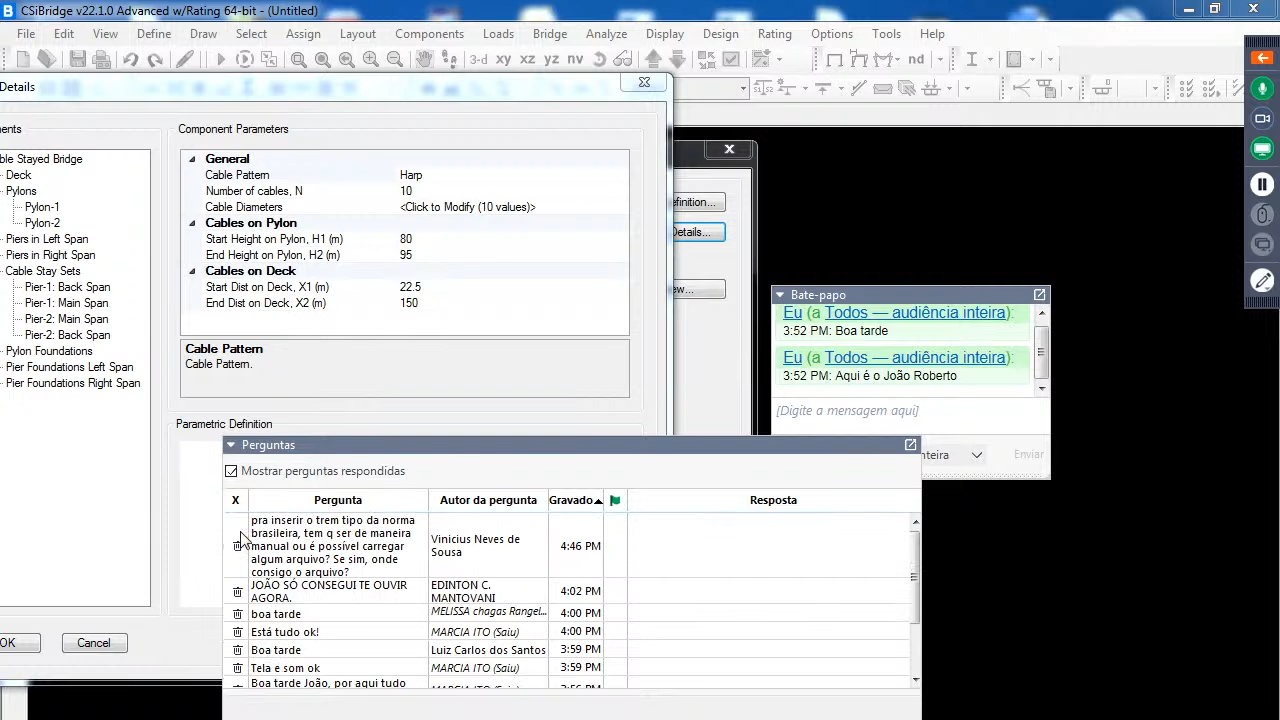 CSiBridge v22.1.0 Advanced w/Rating 64-bit - (Untitled)
File Edit View Define Draw Select Assign Layout Components Loads Bridge Analyze Display Design Rating Options Tools Help
3-d xy xz yz nv
nd
Details
Component Parameters
ble Stayed Bridge
Deck
Pylons
Pylon-1
Pylon-2
Piers in Left Span
Piers in Right Span
Cable Stay Sets
Pier-1: Back Span
Pier-1: Main Span
Pier-2: Main Span
Pier-2: Back Span
Pylon Foundations
Pier Foundations Left Span
Pier Foundations Right Span
General
Cable Pattern Harp
Number of cables, N 10
Cable Diameters <Click to Modify (10 values)>
Cables on Pylon
Start Height on Pylon, H1 (m) 80
End Height on Pylon, H2 (m) 95
Cables on Deck
Start Dist on Deck, X1 (m) 22.5
End Dist on Deck, X2 (m) 150
Cable Pattern
Cable Pattern.
Parametric Definition
OK
Cancel
efinition...
Details...
ew...
Bate-papo
Eu (a Todos — audiência inteira):
3:52 PM: Boa tarde
Eu (a Todos — audiência inteira):
3:52 PM: Aqui é o João Roberto
[Digite a mensagem aqui]
nteira
Enviar
Perguntas
Mostrar perguntas respondidas
X Pergunta Autor da pergunta Gravado Resposta
pra inserir o trem tipo da norma
brasileira, tem q ser de maneira
manual ou é possível carregar
algum arquivo? Se sim, onde
consigo o arquivo?
Vinicius Neves de
Sousa
4:46 PM
JOÃO SÓ CONSEGUI TE OUVIR
AGORA.
EDINTON C.
MANTOVANI
4:02 PM
boa tarde MELISSA chagas Rangel... 4:00 PM
Está tudo ok! MARCIA ITO (Saiu) 4:00 PM
Boa tarde Luiz Carlos dos Santos 3:59 PM
Tela e som ok MARCIA ITO (Saiu) 3:59 PM
Boa tarde João, por aqui tudo